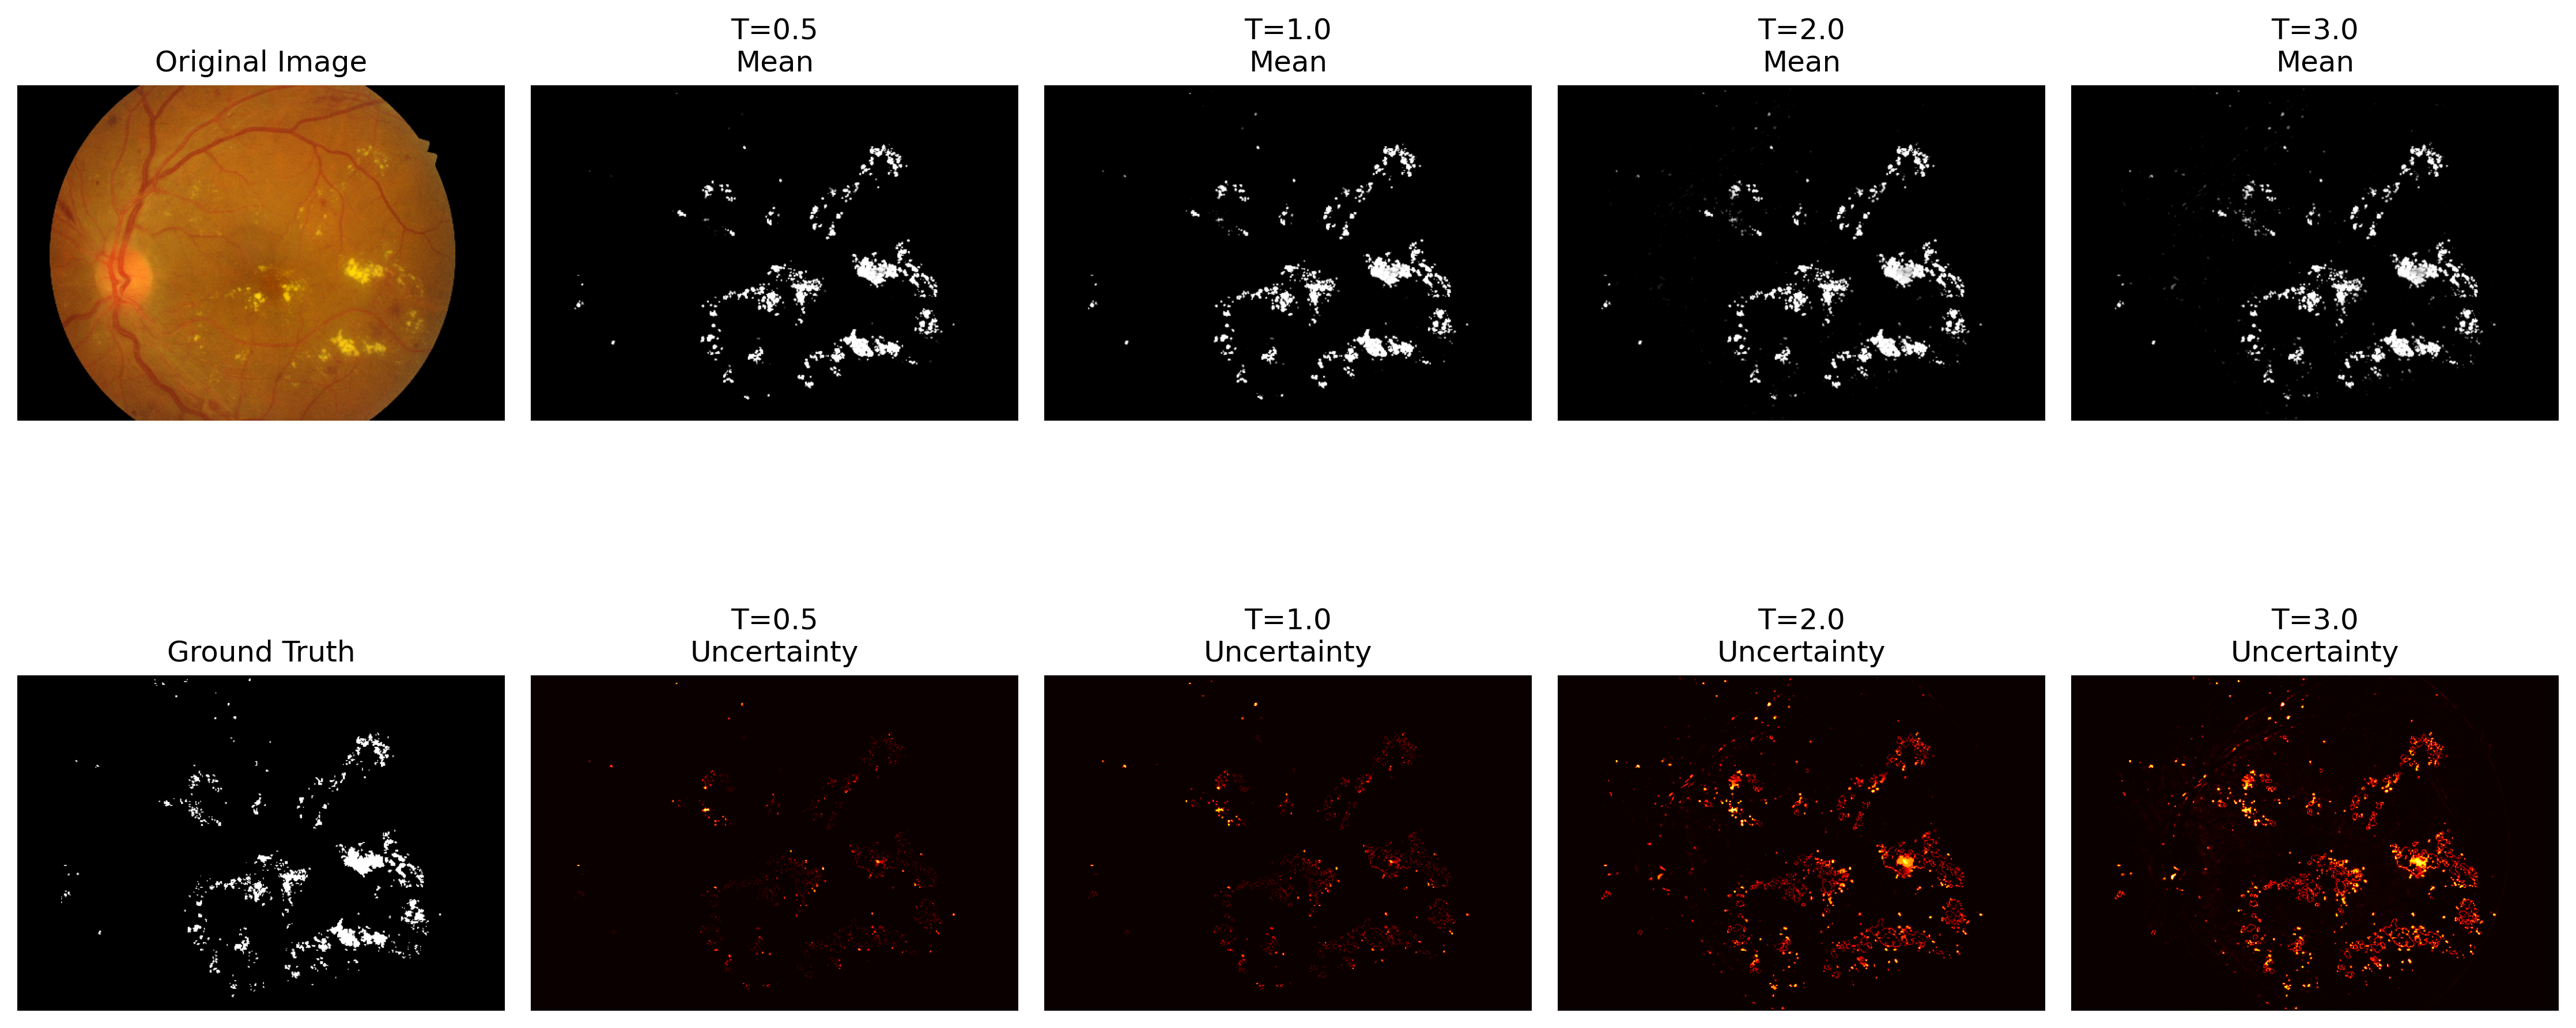 Original Image
T=0.5
Mean
T=1.0
Mean
T=2.0
Mean
T=3.0
Mean
Ground Truth
T=0.5
Uncertainty
T=1.0
Uncertainty
T=2.0
Uncertainty
T=3.0
Uncertainty